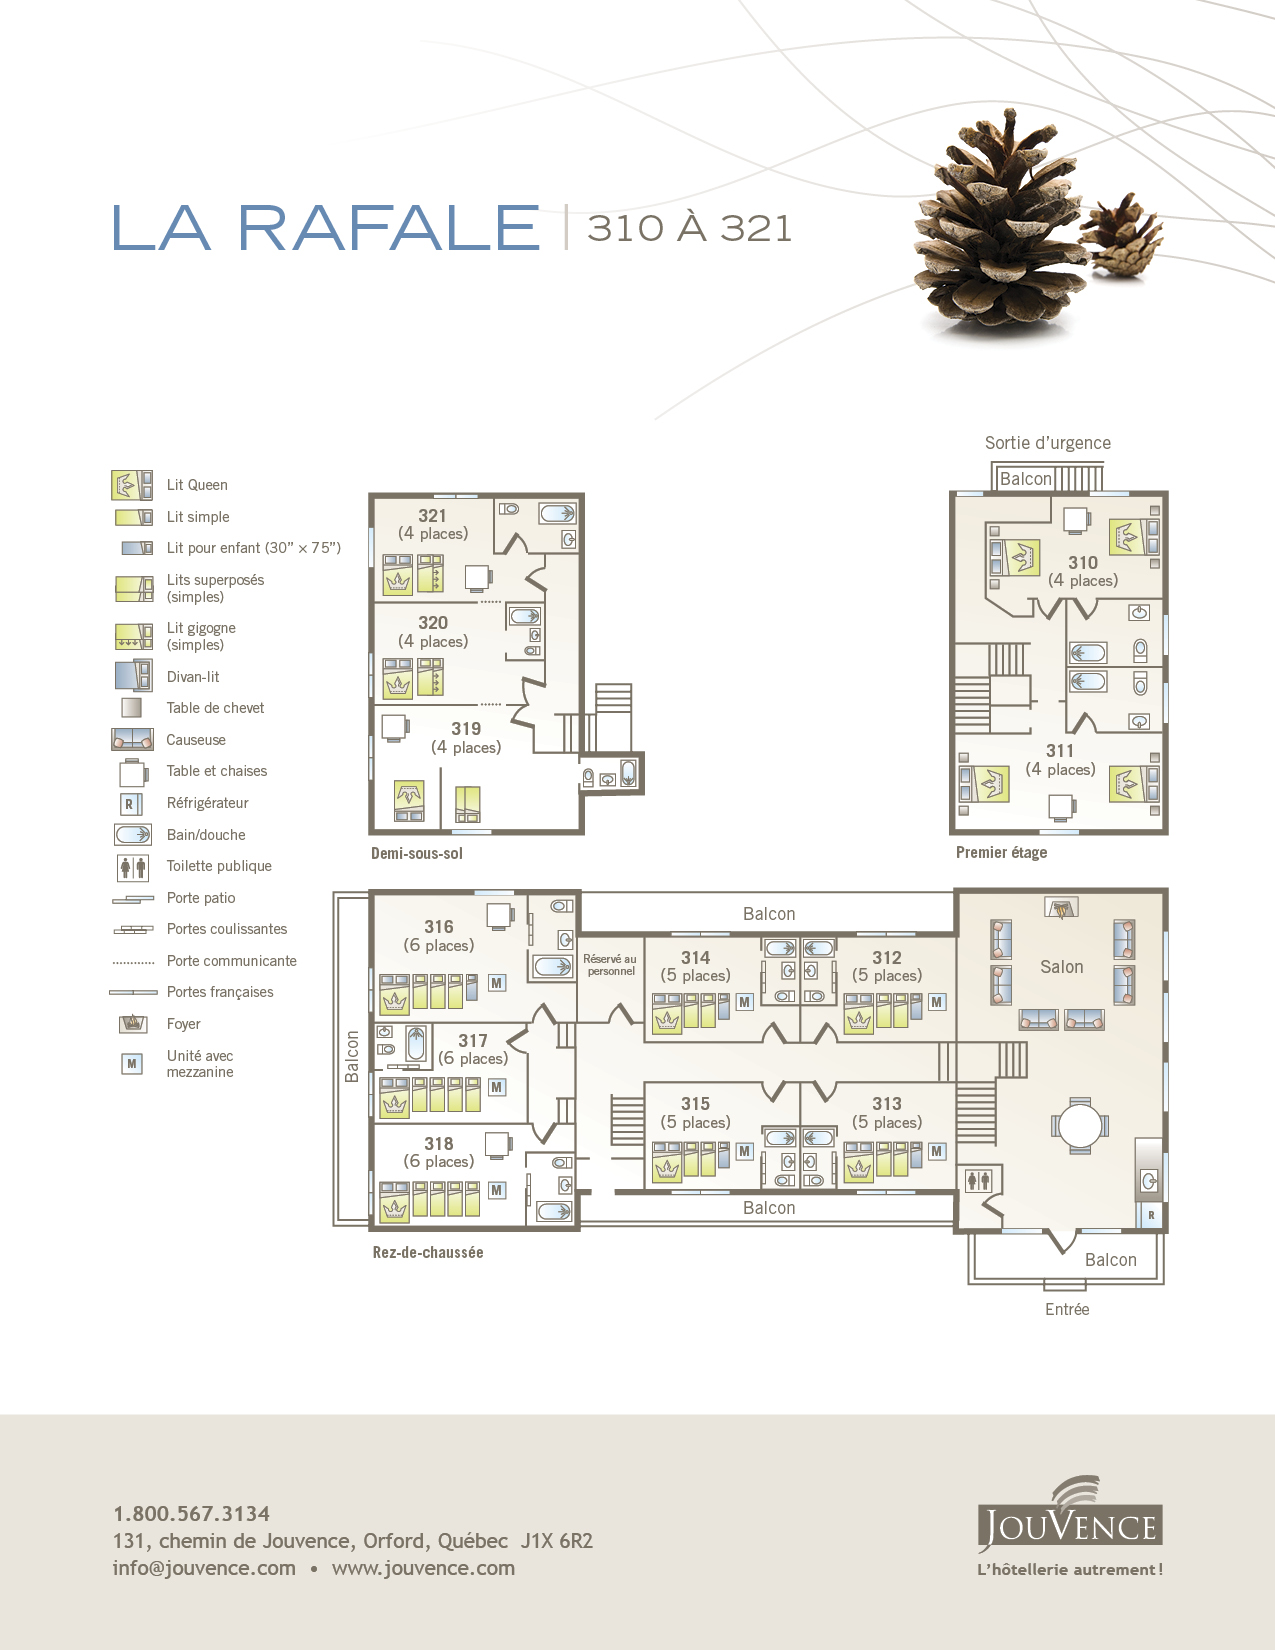 LA RAFALE | 310 À 321
Sortie d'urgence
Balcon
Lit Queen
Lit simple
Lit pour enfant (30” × 75”)
Lits superposés
(simples)
Lit gigogne
(simples)
Divan-lit
Table de chevet
Causeuse
Table et chaises
R
Réfrigérateur
Bain/douche
Toilette publique
Porte patio
Portes coulissantes
Porte communicante
Portes françaises
Foyer
M
Unité avec
mezzanine
321
(4 places)
320
(4 places)
319
(4 places)
Demi-sous-sol
310
(4 places)
311
(4 places)
Premier étage
Balcon
316
(6 places)
M
317
(6 places)
M
318
(6 places)
M
Réservé au
personnel
Balcon
314
(5 places)
M
312
(5 places)
M
315
(5 places)
M
313
(5 places)
M
Balcon
Salon
R
Balcon
Entrée
Rez-de-chaussée
1.800.567.3134
131, chemin de Jouvence, Orford, Québec J1X 6R2
info@jouvence.com • www.jouvence.com
JOUVENCE
L'hôtellerie autrement!